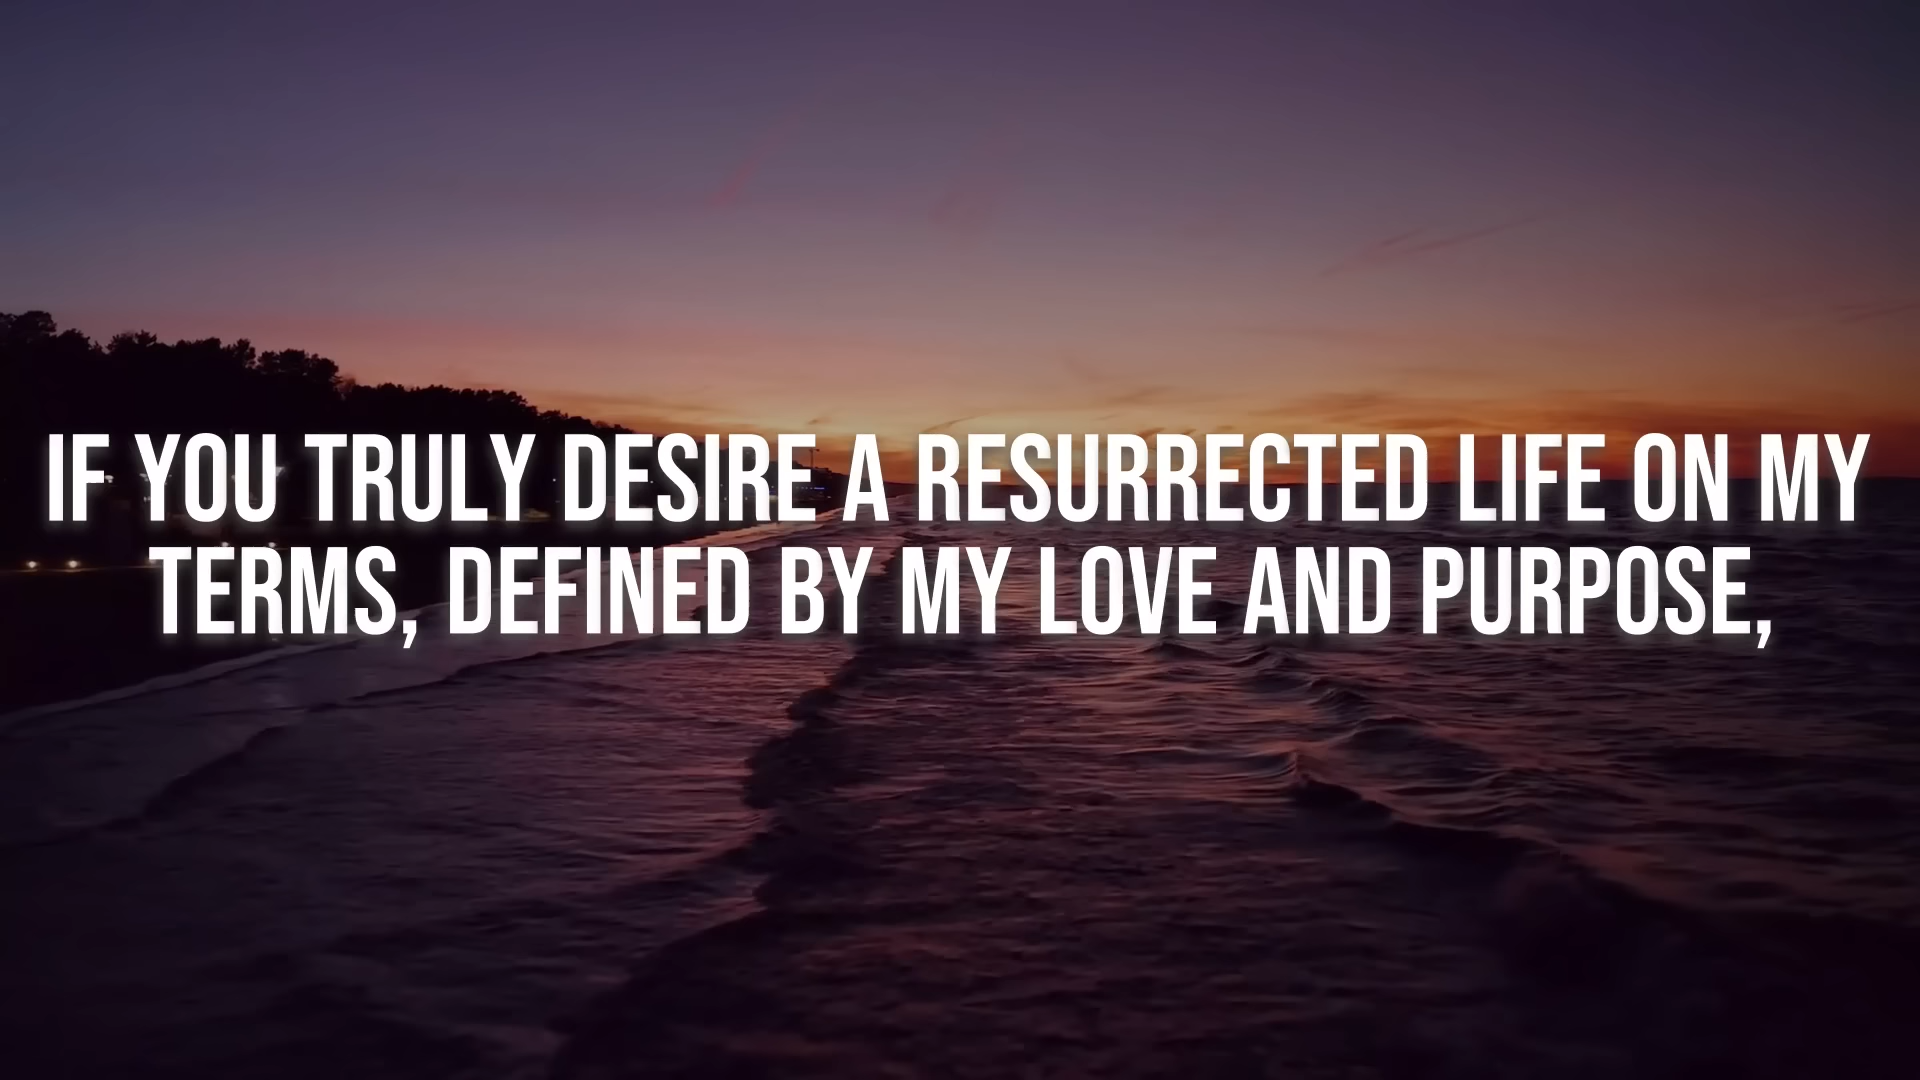 IF YOU TRULY DESIRE A RESURRECTED LIFE ON MY
TERMS, DEFINED BY MY LOVE AND PURPOSE,